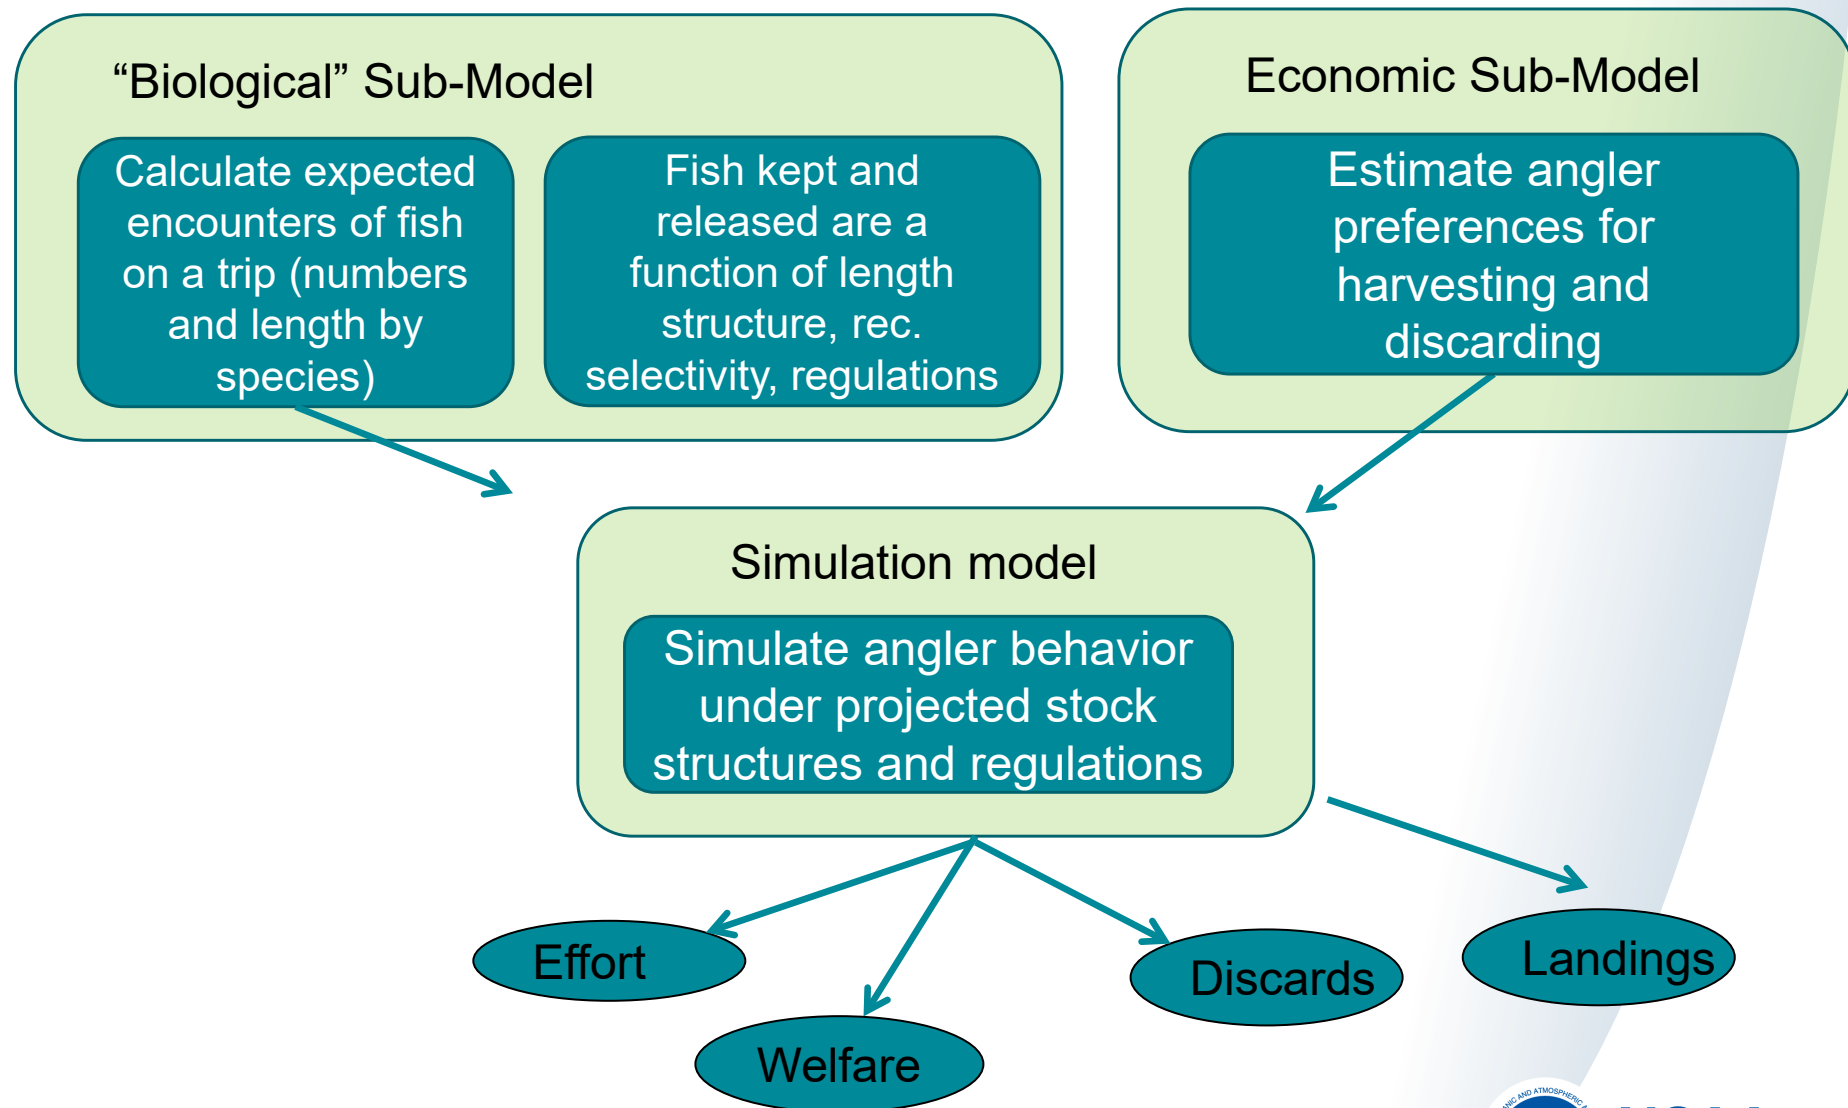 “Biological” Sub-Model
Calculate expected
encounters of fish
on a trip (numbers
and length by
species)
Fish kept and
released are a
function of length
structure, rec.
selectivity, regulations
Economic Sub-Model
Estimate angler
preferences for
harvesting and
discarding
Simulation model
Simulate angler behavior
under projected stock
structures and regulations
Effort
Welfare
Discards
Landings
AND ATMOSPHERIC